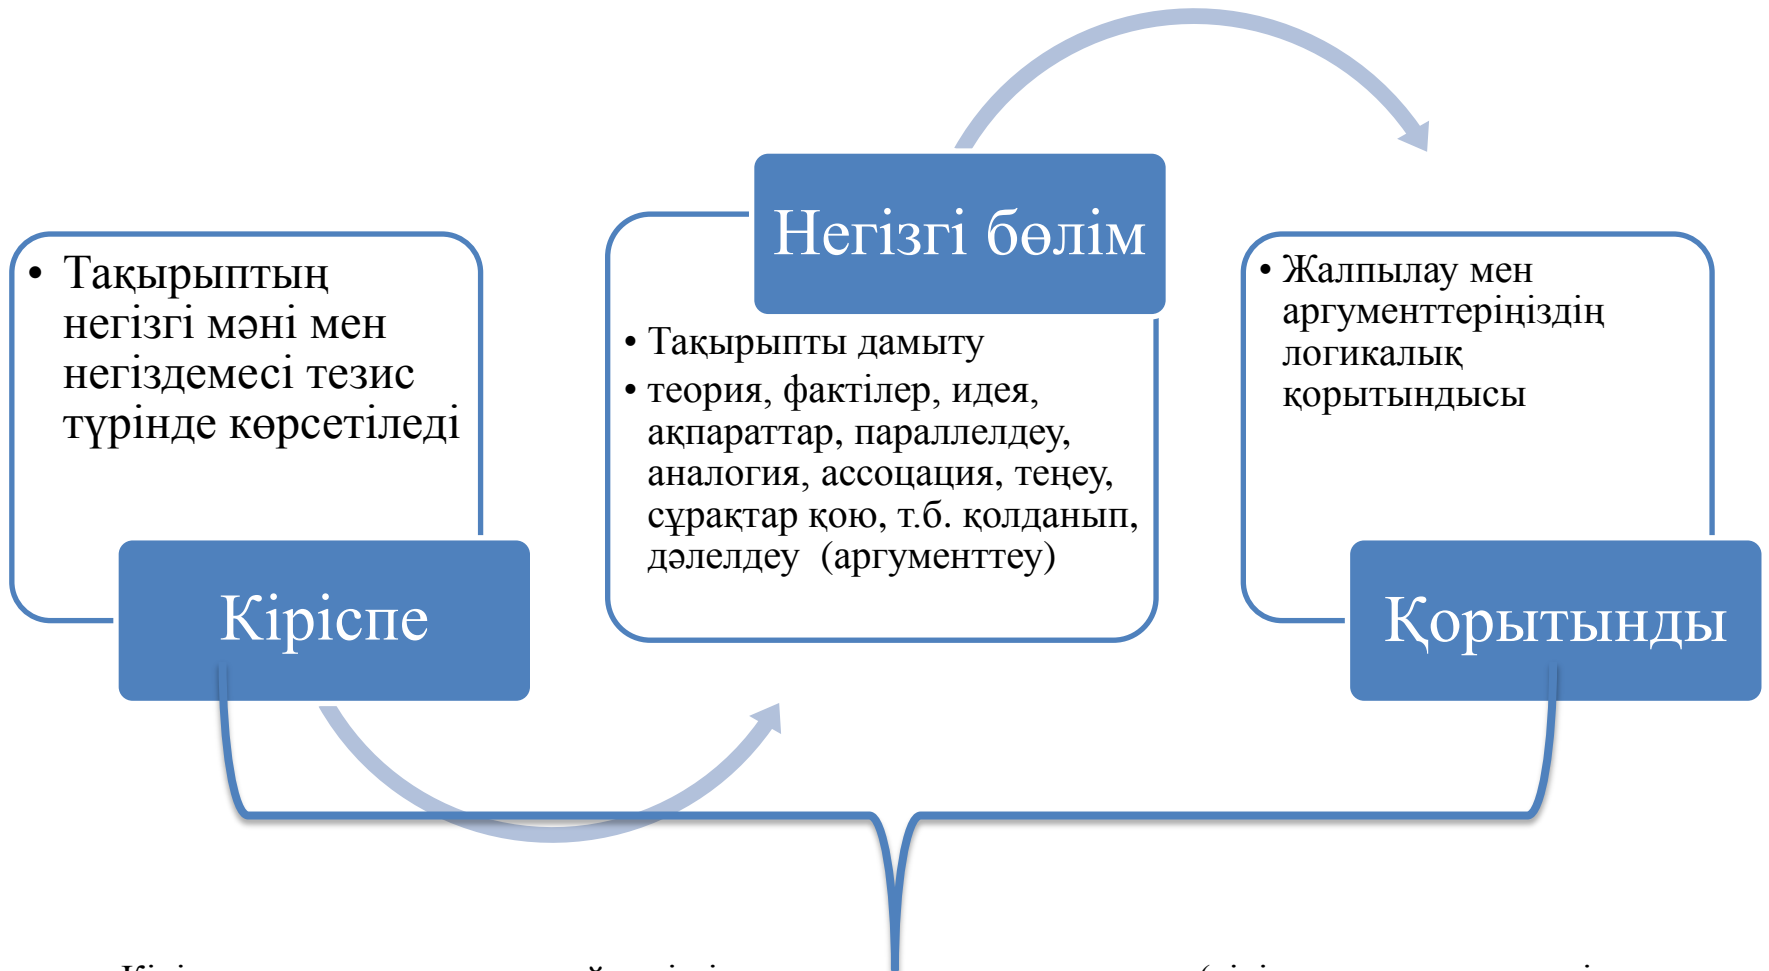 • Тақырыптың
негізгі мәні мен
негіздемесі тезис
түрінде көрсетіледі
Кіріспе
Негізгі бөлім
• Тақырыпты дамыту
• теория, фактілер, идея,
ақпараттар, параллелдеу,
аналогия, ассоцация, теңеу,
сұрақтар қою, т.б. қолданып,
дәлелдеу (аргументтеу)
• Жалпылау мен
аргументтеріңіздің
логикалық
қорытындысы
Қорытынды